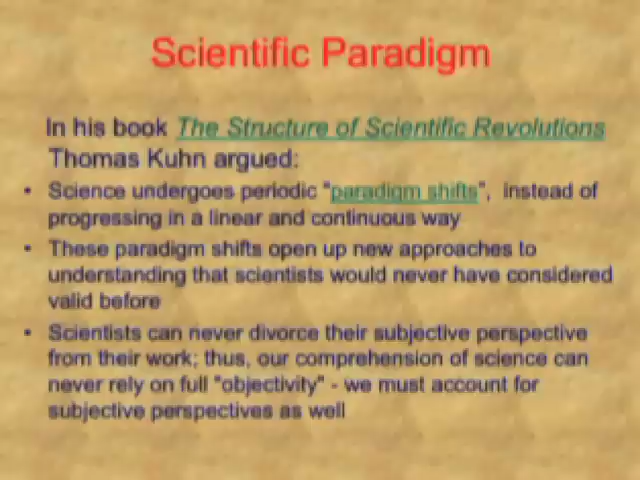 Scientific Paradigm
In his book The Structure of Scientific Revolutions
Thomas Kuhn argued:
• Science undergoes periodic "paradigm shifts", instead of
progressing in a linear and continuous way
• These paradigm shifts open up new approaches to
understanding that scientists would never have considered
valid before
• Scientists can never divorce their subjective perspective
from their work; thus, our comprehension of science can
never rely on full "objectivity" - we must account for
subjective perspectives as well